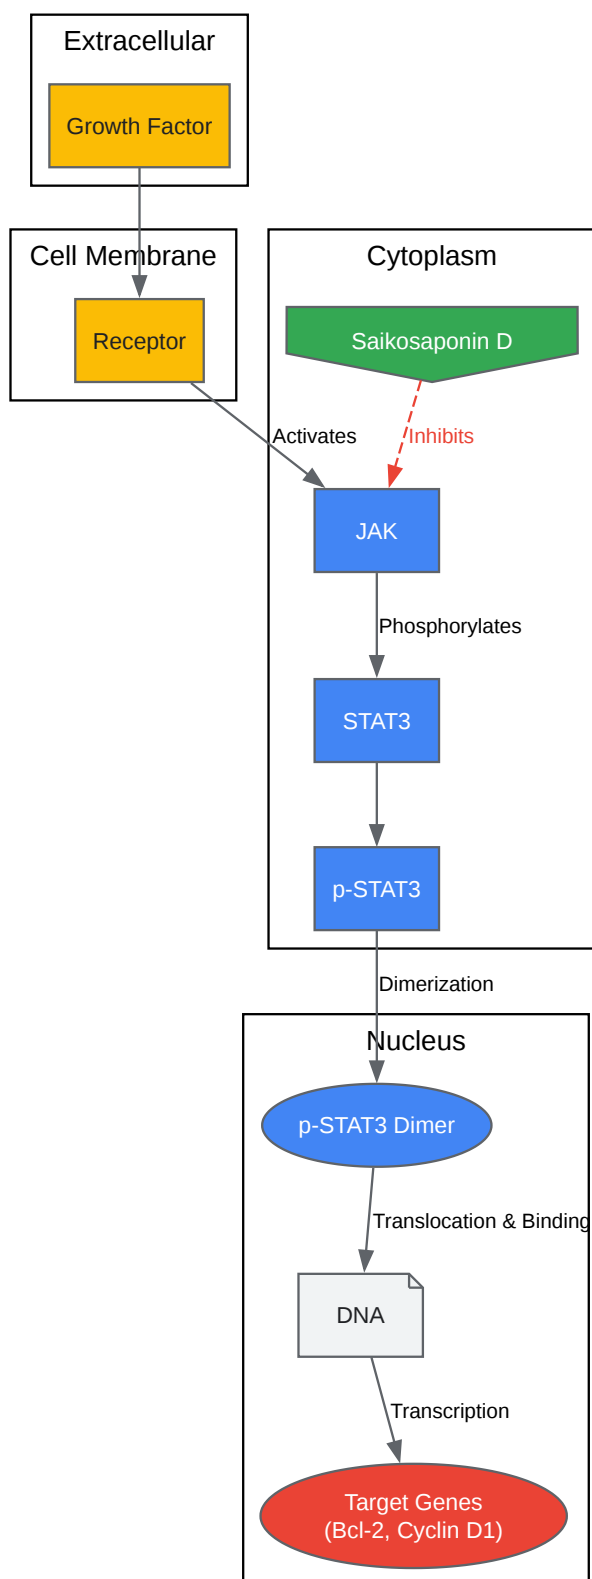 Extracellular
Growth Factor
Cell Membrane
Receptor
Cytoplasm
Saikosaponin D
Activates
Inhibits
JAK
Phosphorylates
STAT3
p-STAT3
Dimerization
Nucleus
p-STAT3 Dimer
Translocation & Binding
DNA
Transcription
Target Genes
(Bcl-2, Cyclin D1)